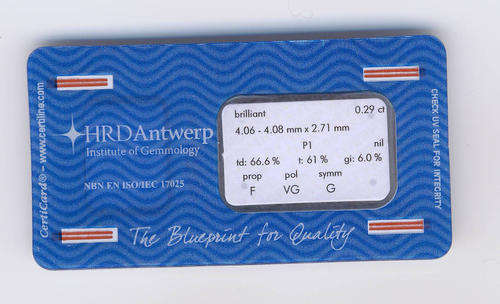 CertiCard® - www.certiline.com
HRDAntwerp
Institute of Gemmology
NBN EN ISO/IEC 17025
brilliant 0.29 ct
4.06 - 4.08 mm x 2.71 mm
P1 nil
td: 66.6% t: 61% gi: 6.0%
prop pol symm
F VG G
The Blueprint for Quality
CHECK UV SEAL FOR INTEGRITY